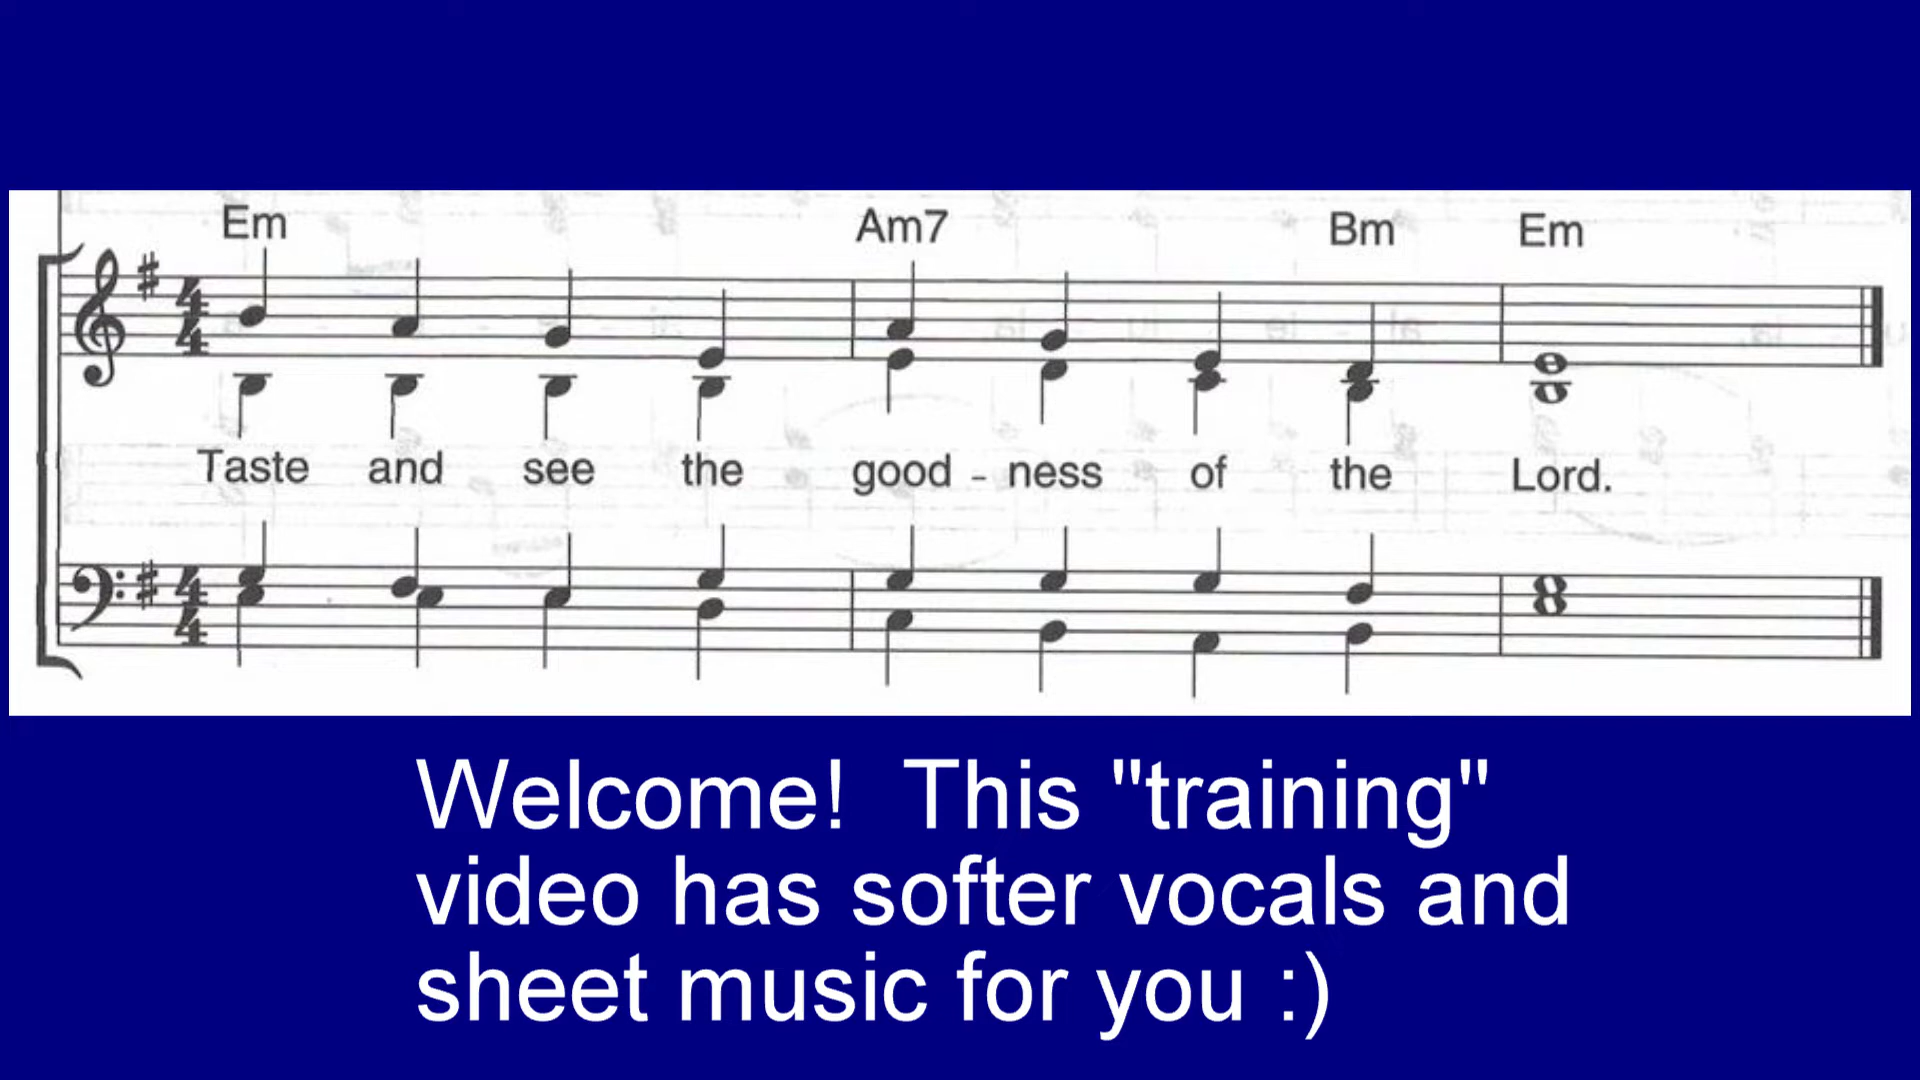 Em Am7 Bm Em
Taste and see the good - ness of the Lord.
Welcome! This "training"
video has softer vocals and
sheet music for you :)